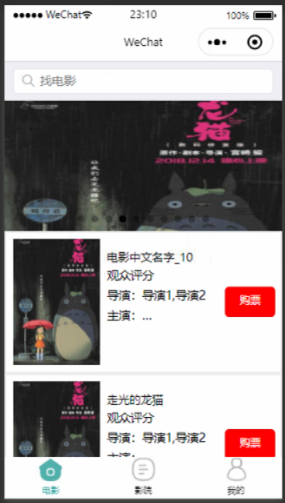 WeChat
23:10
100%
WeChat
找电影
龙
猫
2018.12.14
电影中文名字_10
观众评分
导演：导演1,导演2
主演：...
购票
走光的龙猫
观众评分
导演：导演1,导演2
购票
电影
影院
我的